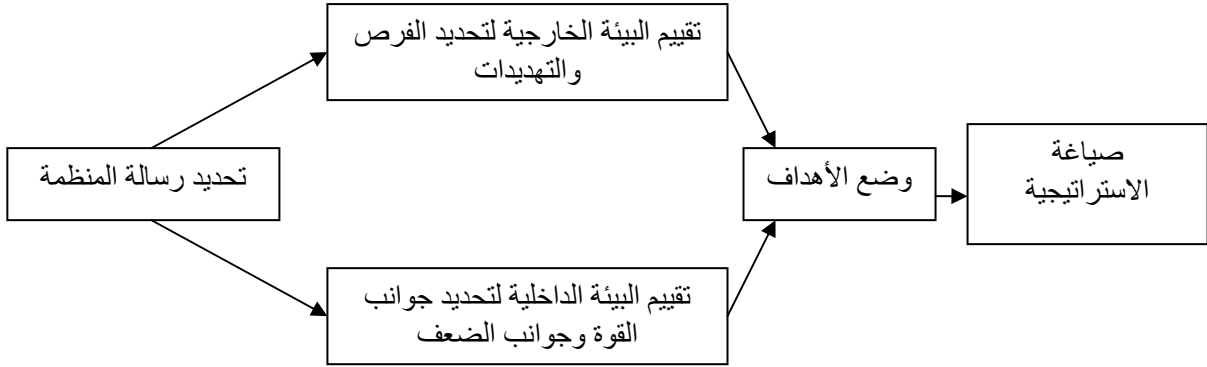 تحديد رسالة المنظمة
تقييم البيئة الخارجية لتحديد الفرص
والتهديدات
تقييم البيئة الداخلية لتحديد جوانب
القوة وجوانب الضعف
وضع الأهداف
صياغة
الاستراتيجية